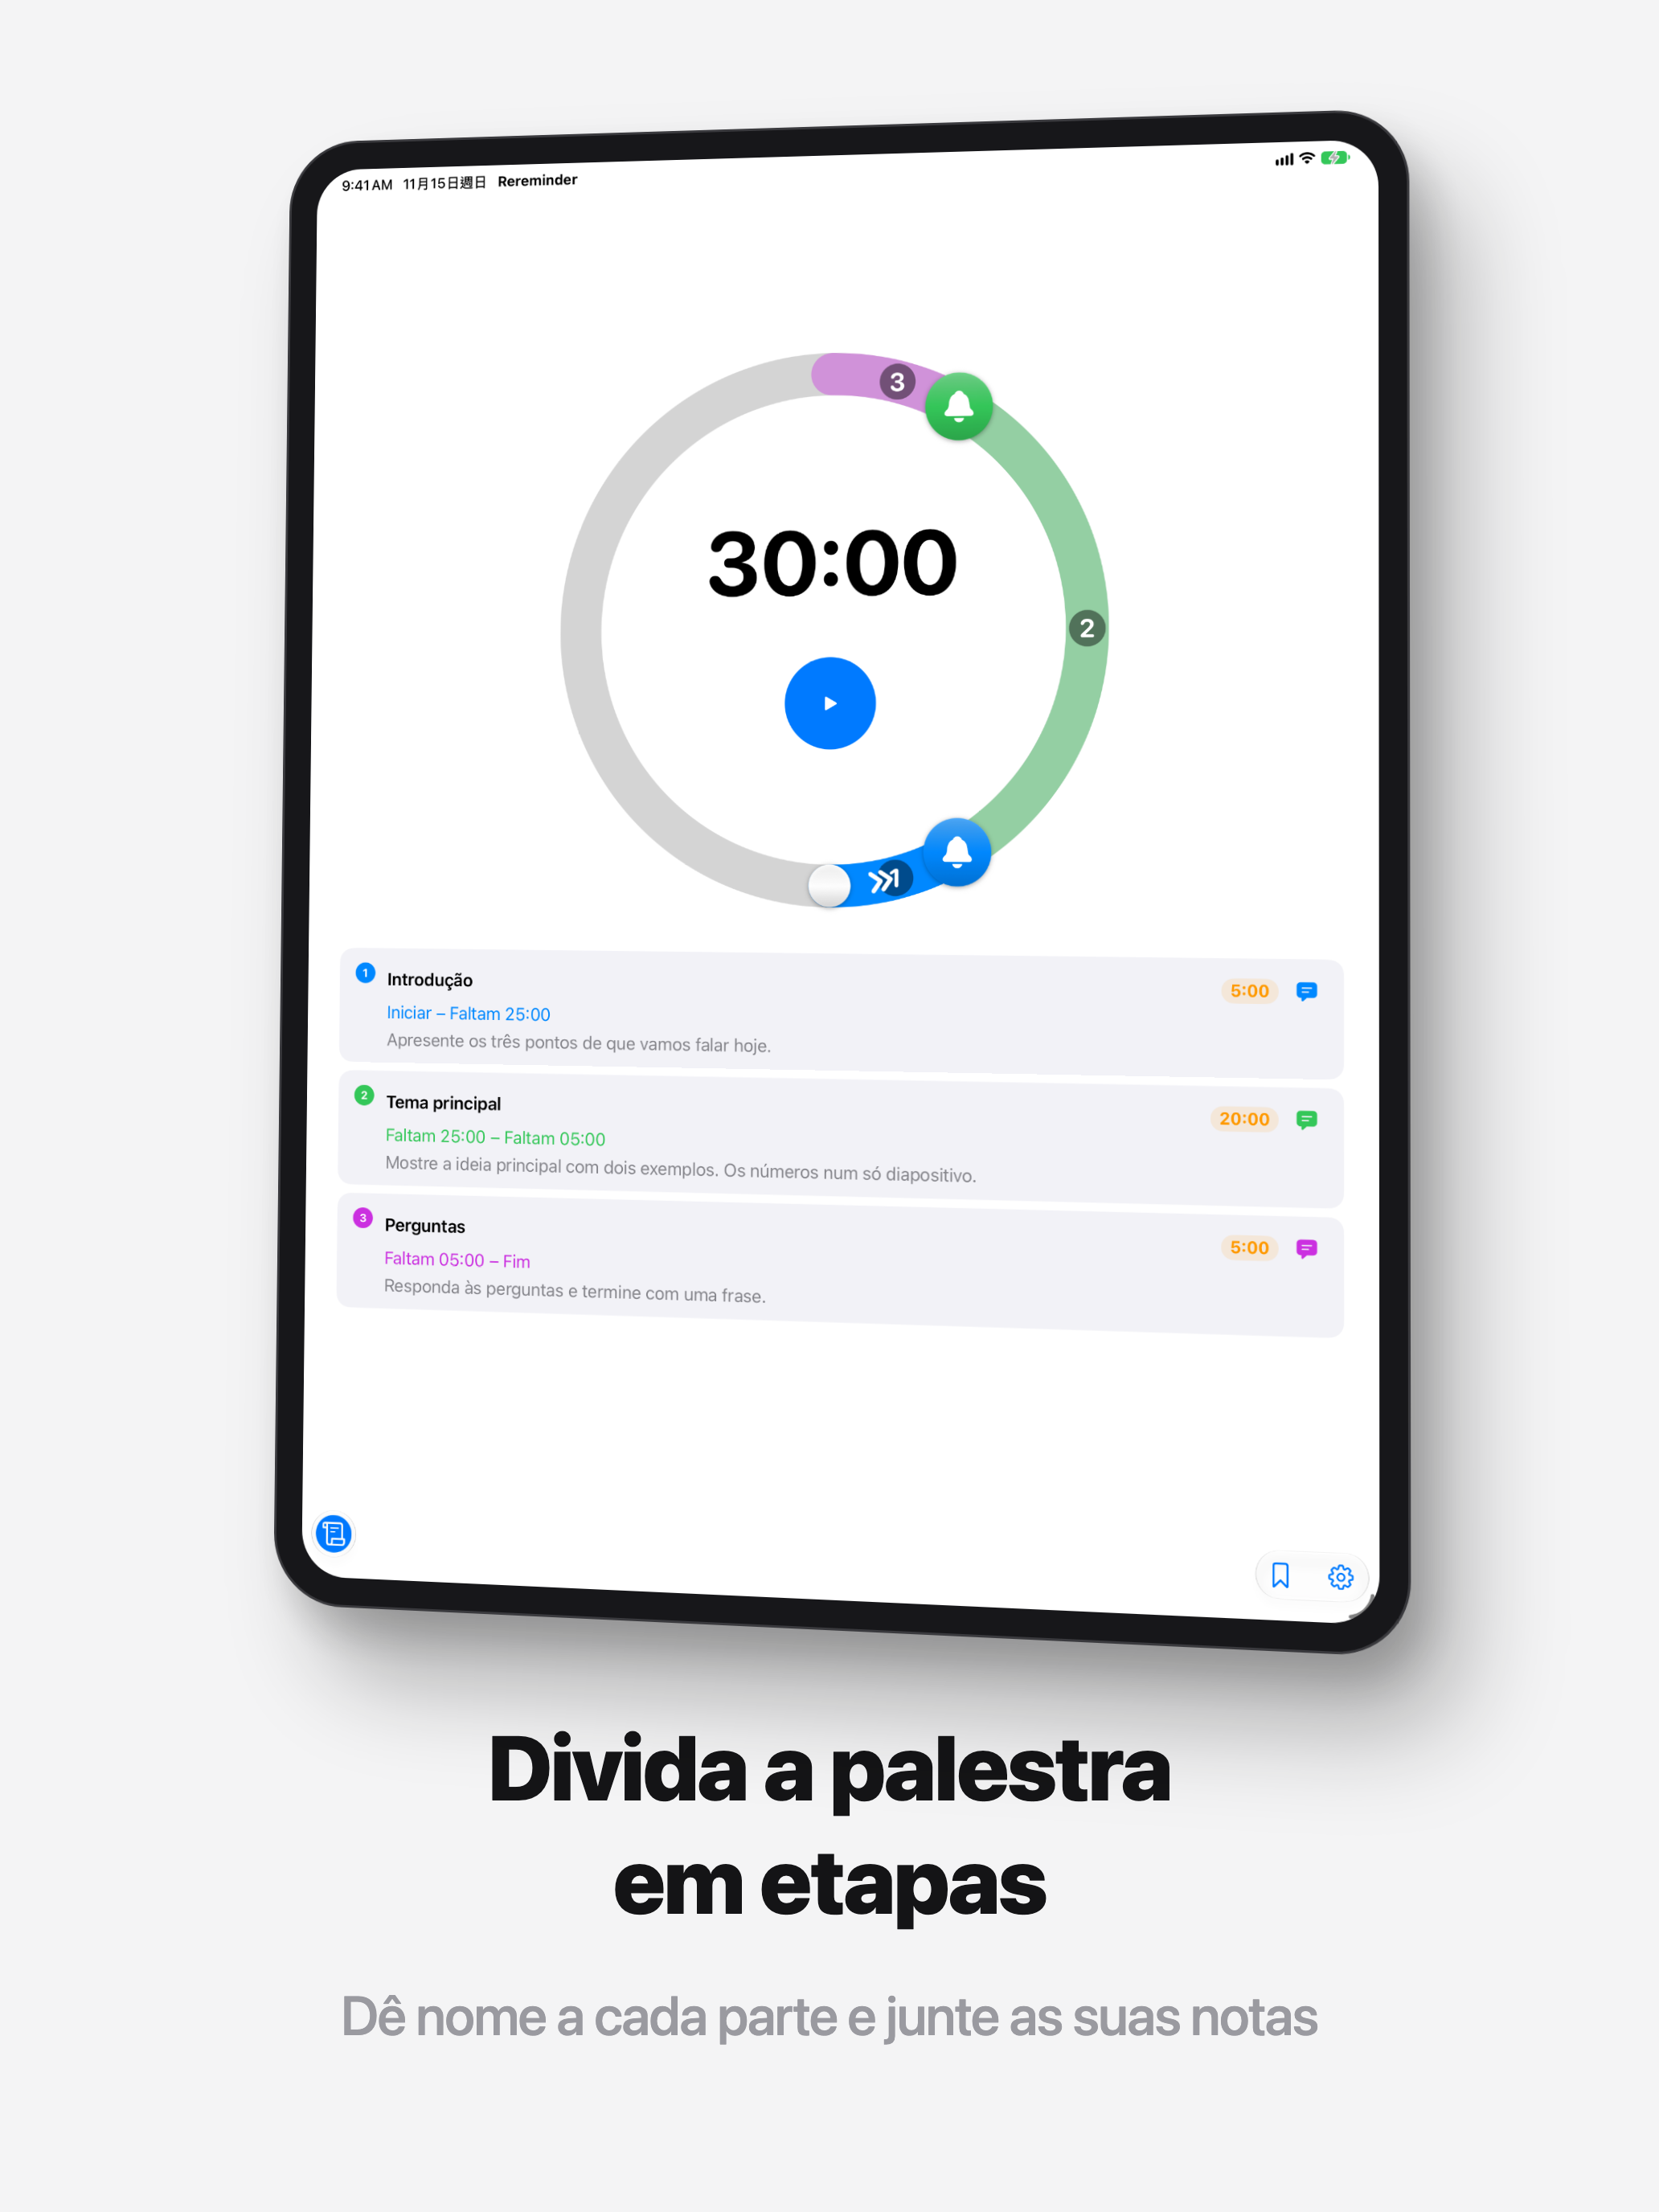 9:41 AM 11月15日週日 Rereminder
3
30:00
2
1
1 Introdução 5:00
Iniciar – Faltam 25:00
Apresente os três pontos de que vamos falar hoje.
2 Tema principal 20:00
Faltam 25:00 – Faltam 05:00
Mostre a ideia principal com dois exemplos. Os números num só diapositivo.
3 Perguntas 5:00
Faltam 05:00 – Fim
Responda às perguntas e termine com uma frase.
Divida a palestra
em etapas
Dê nome a cada parte e junte as suas notas